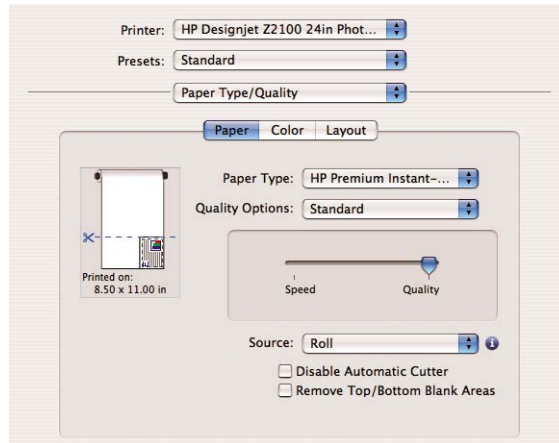 Printer: HP Designjet Z2100 24in Phot...
Presets: Standard
Paper Type/Quality
Paper Color Layout
Paper Type: HP Premium Instant-...
Quality Options: Standard
Printed on:
8.50 x 11.00 in
Speed Quality
Source: Roll
Disable Automatic Cutter
Remove Top/Bottom Blank Areas